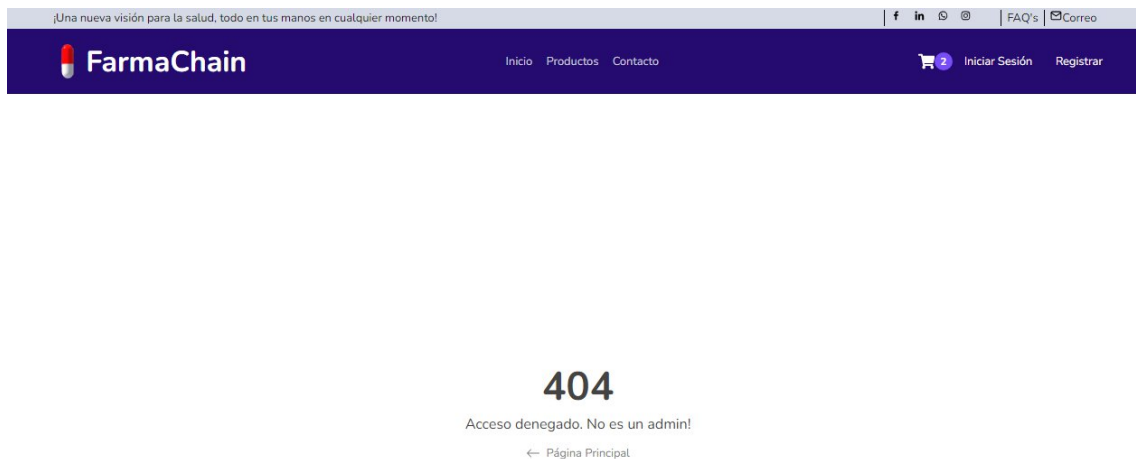 ¡Una nueva visión para la salud, todo en tus manos en cualquier momento! FAQ's Correo
FarmaChain Inicio Productos Contacto 2 Iniciar Sesión Registrar
404
Acceso denegado. No es un admin!
← Página Principal